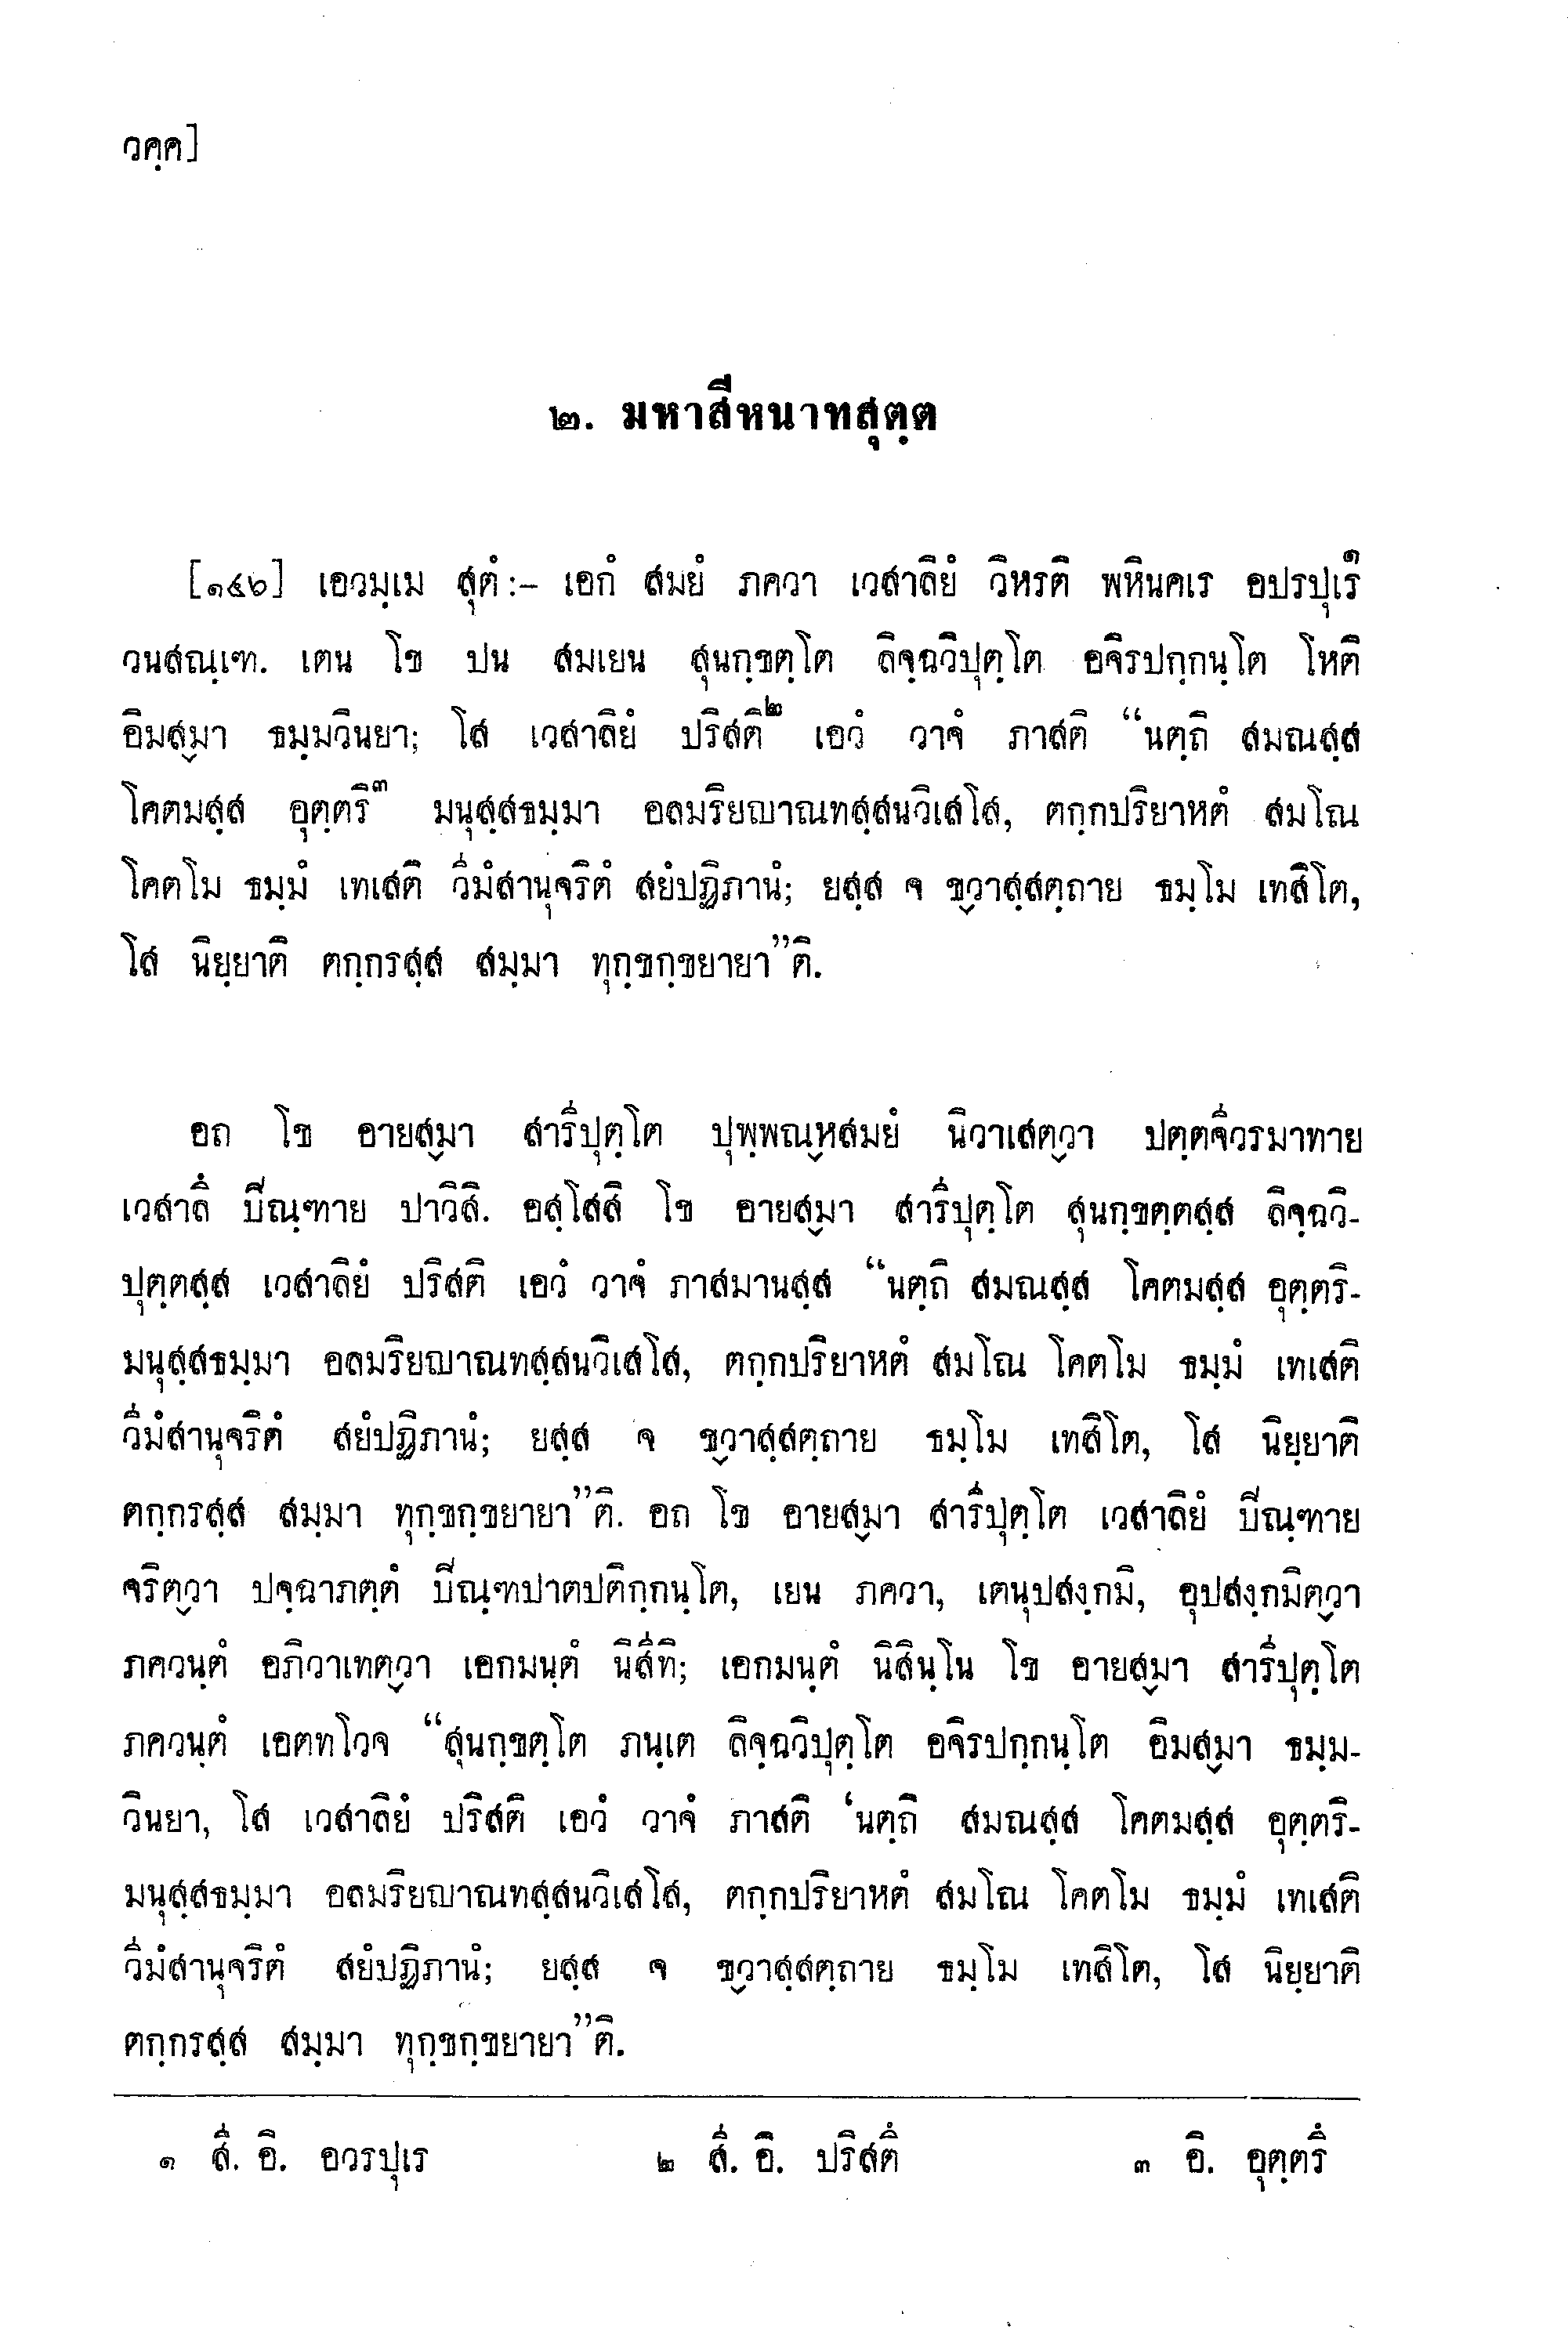 วคฺค]
๒. มหาสีหนาทสุตฺต
[๑๔๖] เอวมฺเม สุตํ :– เอกํ สมยํ ภควา เวสาลิยํ วิหรติ พหินคเร อปรปุเร๑
วนสณฺเฑ. เตน โข ปน สมเยน สุนกฺขตฺโต ลิจฺฉวิปุตฺโต อจิรปกฺกนฺโต โหติ
อิมสฺมา ธมฺมวินยา; โส เวสาลิยํ ปริสติ๒ เอวํ วาจํ ภาสติ “นตฺถิ สมณสฺส
โคตมสฺส อุตฺตริ๓ มนุสฺสธมฺมา อลมริยญาณทสฺสนวิเสโส, ตกฺกปริยาหตํ สมโณ
โคตโม ธมฺมํ เทเสติ วีมํสานุจริตํ สยํปฏิภานํ; ยสฺส จ ขฺวาสฺสตฺถาย ธมฺโม เทสิโต,
โส นิยฺยาติ ตกฺกรสฺส สมฺมา ทุกฺขกฺขยายา”ติ.
อถ โข อายสฺมา สารีปุตฺโต ปุพฺพณฺหสมยํ นิวาเสตฺวา ปตฺตจีวรมาทาย
เวสาลึ ปิณฺฑาย ปาวิสิ. อสฺโสสิ โข อายสฺมา สารีปุตฺโต สุนกฺขตฺตสฺส ลิจฺฉวิ-
ปุตฺตสฺส เวสาลิยํ ปริสติ เอวํ วาจํ ภาสมานสฺส “นตฺถิ สมณสฺส โคตมสฺส อุตฺตริ-
มนุสฺสธมฺมา อลมริยญาณทสฺสนวิเสโส, ตกฺกปริยาหตํ สมโณ โคตโม ธมฺมํ เทเสติ
วีมํสานุจริตํ สยํปฏิภานํ; ยสฺส จ ขฺวาสฺสตฺถาย ธมฺโม เทสิโต, โส นิยฺยาติ
ตกฺกรสฺส สมฺมา ทุกฺขกฺขยายา”ติ. อถ โข อายสฺมา สารีปุตฺโต เวสาลิยํ ปิณฺฑาย
จริตฺวา ปจฺฉาภตฺตํ ปิณฺฑปาตปติกฺกนฺโต, เยน ภควา, เตนุปสงฺกมิ, อุปสงฺกมิตฺวา
ภควนฺตํ อภิวาเทตฺวา เอกมนฺตํ นิสีทิ; เอกมนฺตํ นิสินฺโน โข อายสฺมา สารีปุตฺโต
ภควนฺตํ เอตทโวจ “สุนกฺขตฺโต ภนฺเต ลิจฺฉวิปุตฺโต อจิรปกฺกนฺโต อิมสฺมา ธมฺม-
วินยา, โส เวสาลิยํ ปริสติ เอวํ วาจํ ภาสติ ‘นตฺถิ สมณสฺส โคตมสฺส อุตฺตริ-
มนุสฺสธมฺมา อลมริยญาณทสฺสนวิเสโส, ตกฺกปริยาหตํ สมโณ โคตโม ธมฺมํ เทเสติ
วีมํสานุจริตํ สยํปฏิภานํ; ยสฺส จ ขฺวาสฺสตฺถาย ธมฺโม เทสิโต, โส นิยฺยาติ
ตกฺกรสฺส สมฺมา ทุกฺขกฺขยายา”ติ.
๑ สี. อิ. อวรปุเร ๒ สี. อิ. ปริสตึ ๓ อิ. อุตฺตรึ